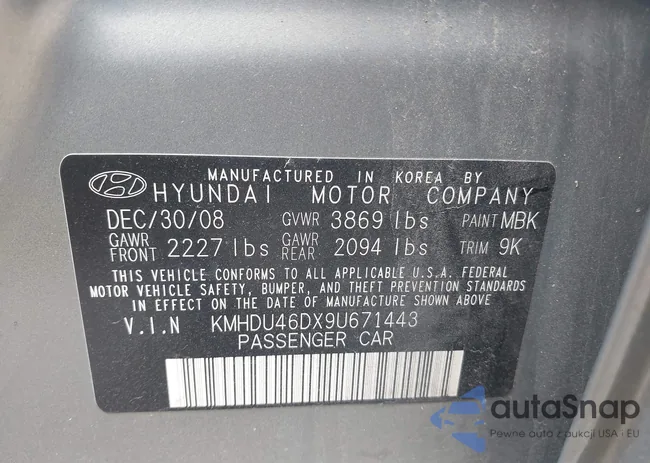 MANUFACTURED IN KOREA BY
HYUNDAI MOTOR COMPANY
DEC/30/08 GVWR 3869 lbs PAINT MBK
GAWR FRONT 2227 lbs GAWR REAR 2094 lbs TRIM 9K
THIS VEHICLE CONFORMS TO ALL APPLICABLE U.S.A. FEDERAL
MOTOR VEHICLE SAFETY, BUMPER, AND THEFT PREVENTION STANDARDS
IN EFFECT ON THE DATE OF MANUFACTURE SHOWN ABOVE.
V.I.N KMHDU46DX9U671443
PASSENGER CAR
autaSnap
Pewne auto z aukcji USA - EU